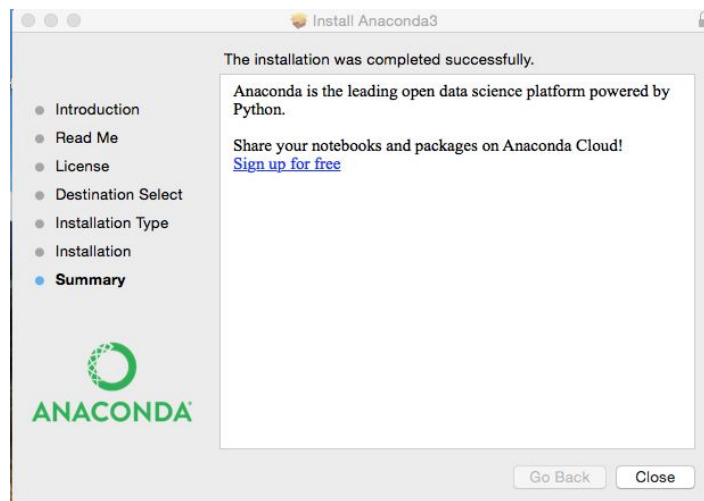 Install Anaconda3
The installation was completed successfully.
Introduction
Read Me
License
Destination Select
Installation Type
Installation
Summary
Anaconda is the leading open data science platform powered by
Python.
Share your notebooks and packages on Anaconda Cloud!
Sign up for free
ANACONDA
Go Back
Close